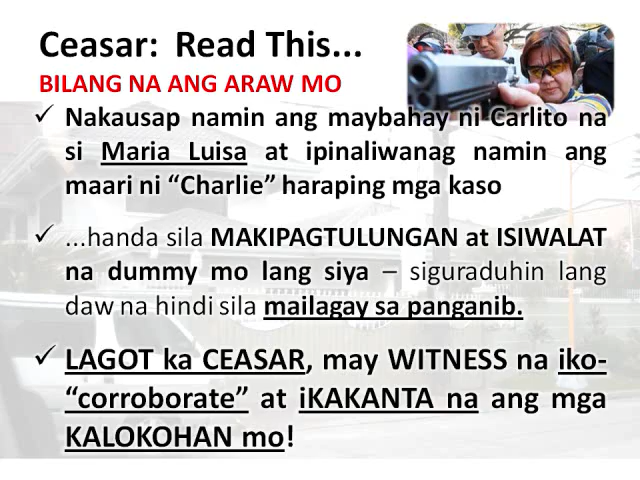 Ceasar: Read This...
BILANG NA ANG ARAW MO
✓ Nakausap namin ang maybahay ni Carlito na
si Maria Luisa at ipinaliwanag namin ang
maari ni “Charlie” haraping mga kaso
✓ ...handa sila MAKIPAGTULUNGAN at ISIWALAT
na dummy mo lang siya – siguraduhin lang
daw na hindi sila mailagay sa panganib.
✓ LAGOT ka CEASAR, may WITNESS na iko-
“corroborate” at iKAKANTA na ang mga
KALOKOHAN mo!